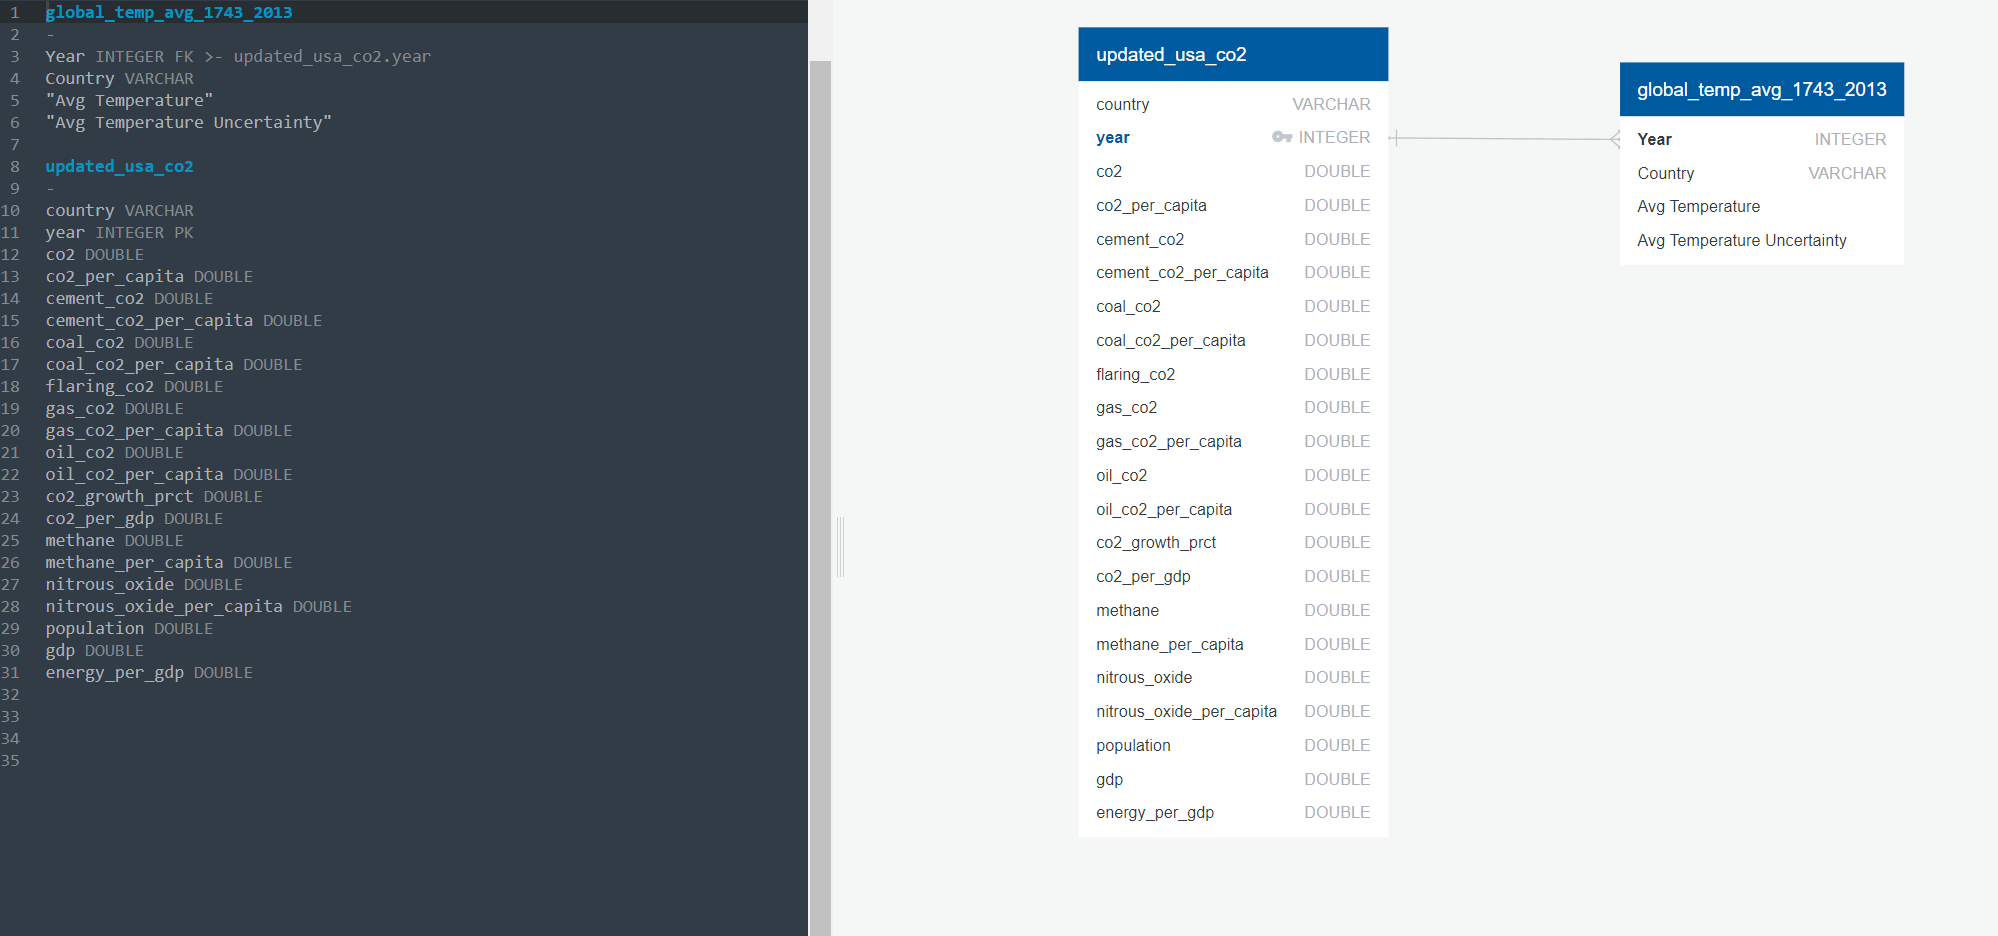 1 global_temp_avg_1743_2013
2 -
3 Year INTEGER FK >- updated_usa_co2.year
4 Country VARCHAR
5 "Avg Temperature"
6 "Avg Temperature Uncertainty"
7
8 updated_usa_co2
9 -
10 country VARCHAR
11 year INTEGER PK
12 co2 DOUBLE
13 co2_per_capita DOUBLE
14 cement_co2 DOUBLE
15 cement_co2_per_capita DOUBLE
16 coal_co2 DOUBLE
17 coal_co2_per_capita DOUBLE
18 flaring_co2 DOUBLE
19 gas_co2 DOUBLE
20 gas_co2_per_capita DOUBLE
21 oil_co2 DOUBLE
22 oil_co2_per_capita DOUBLE
23 co2_growth_prct DOUBLE
24 co2_per_gdp DOUBLE
25 methane DOUBLE
26 methane_per_capita DOUBLE
27 nitrous_oxide DOUBLE
28 nitrous_oxide_per_capita DOUBLE
29 population DOUBLE
30 gdp DOUBLE
31 energy_per_gdp DOUBLE
32
33
34
35
updated_usa_co2
country VARCHAR
year INTEGER
co2 DOUBLE
co2_per_capita DOUBLE
cement_co2 DOUBLE
cement_co2_per_capita DOUBLE
coal_co2 DOUBLE
coal_co2_per_capita DOUBLE
flaring_co2 DOUBLE
gas_co2 DOUBLE
gas_co2_per_capita DOUBLE
oil_co2 DOUBLE
oil_co2_per_capita DOUBLE
co2_growth_prct DOUBLE
co2_per_gdp DOUBLE
methane DOUBLE
methane_per_capita DOUBLE
nitrous_oxide DOUBLE
nitrous_oxide_per_capita DOUBLE
population DOUBLE
gdp DOUBLE
energy_per_gdp DOUBLE
global_temp_avg_1743_2013
Year INTEGER
Country VARCHAR
Avg Temperature
Avg Temperature Uncertainty